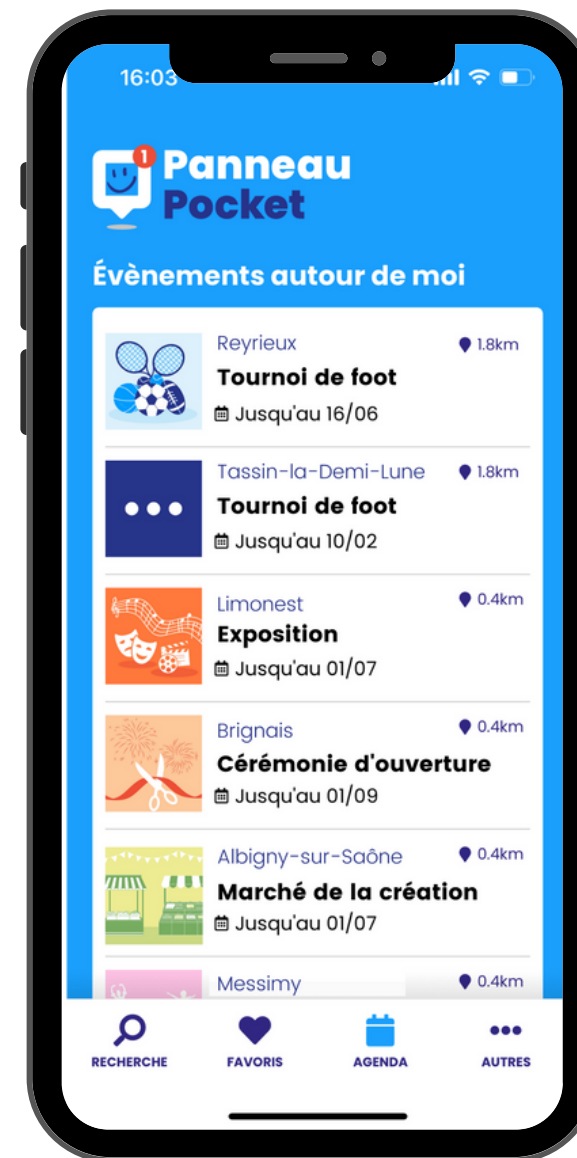 16:03
1
Panneau
Pocket
Évènements autour de moi
Reyrieux 1.8km
Tournoi de foot
Jusqu'au 16/06
Tassin-la-Demi-Lune 1.8km
Tournoi de foot
Jusqu'au 10/02
Limonest 0.4km
Exposition
Jusqu'au 01/07
Brignais 0.4km
Cérémonie d'ouverture
Jusqu'au 01/09
Albigny-sur-Saône 0.4km
Marché de la création
Jusqu'au 01/07
Messimy 0.4km
RECHERCHE FAVORIS AGENDA AUTRES